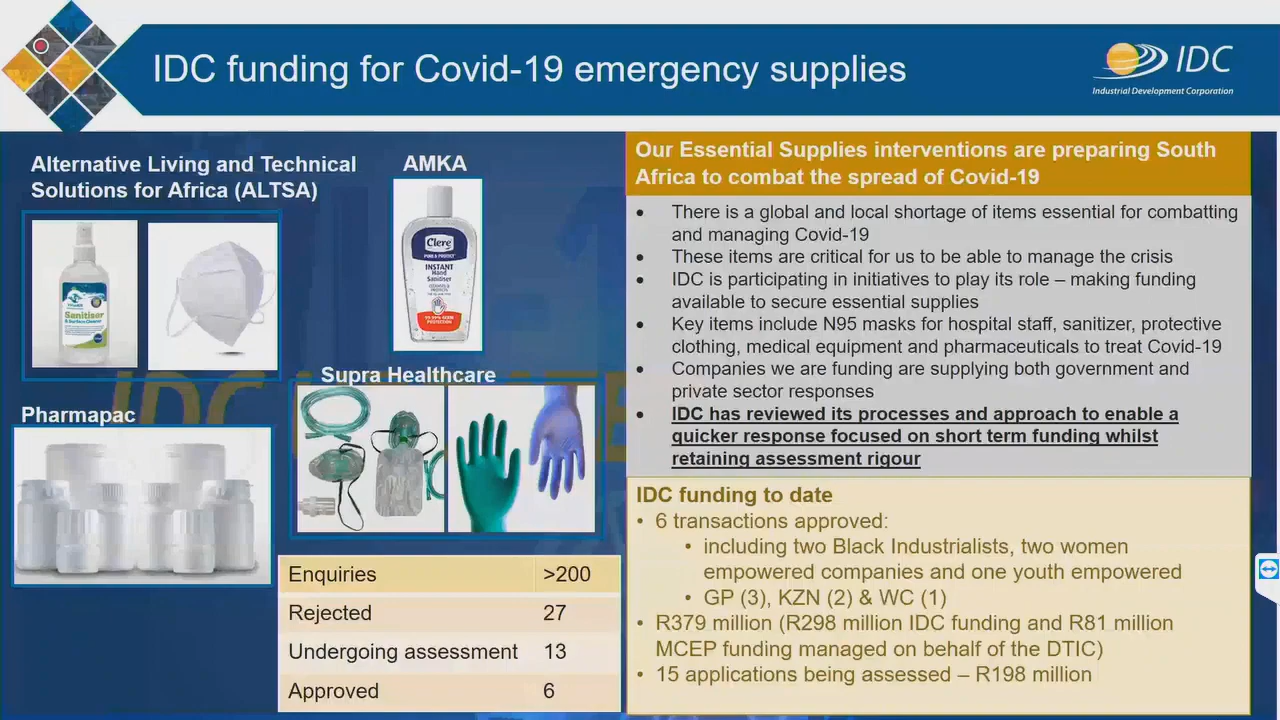 IDC funding for Covid-19 emergency supplies
IDC
Industrial Development Corporation
Alternative Living and Technical
Solutions for Africa (ALTSA)
Sanitiser
& Surface Cleaner
AMKA
Clere
PURE & PROTECT
INSTANT
Hand
Sanitiser
Supra Healthcare
Pharmapac
Enquiries >200
Rejected 27
Undergoing assessment 13
Approved 6
Our Essential Supplies interventions are preparing South
Africa to combat the spread of Covid-19
• There is a global and local shortage of items essential for combatting
and managing Covid-19
• These items are critical for us to be able to manage the crisis
• IDC is participating in initiatives to play its role – making funding
available to secure essential supplies
• Key items include N95 masks for hospital staff, sanitizer, protective
clothing, medical equipment and pharmaceuticals to treat Covid-19
• Companies we are funding are supplying both government and
private sector responses
• IDC has reviewed its processes and approach to enable a
quicker response focused on short term funding whilst
retaining assessment rigour
IDC funding to date
• 6 transactions approved:
• including two Black Industrialists, two women
empowered companies and one youth empowered
• GP (3), KZN (2) & WC (1)
• R379 million (R298 million IDC funding and R81 million
MCEP funding managed on behalf of the DTIC)
• 15 applications being assessed – R198 million